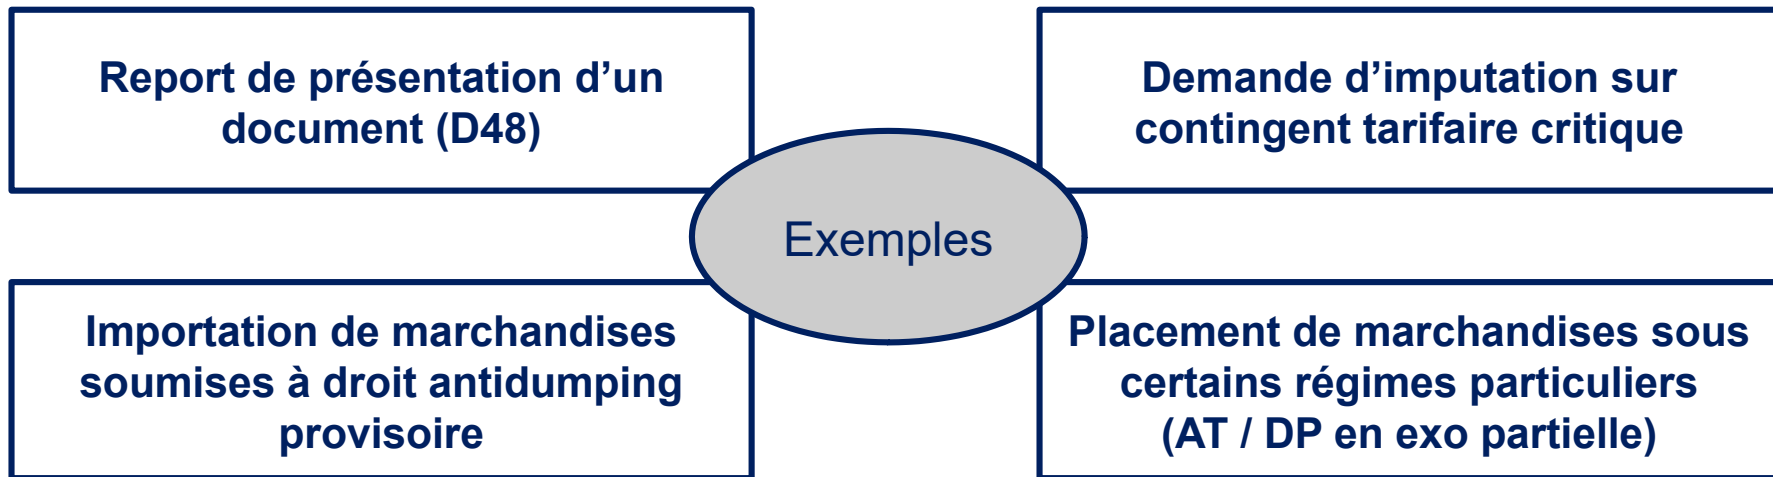 Report de présentation d’un
document (D48)
Demande d’imputation sur
contingent tarifaire critique
Exemples
Importation de marchandises
soumises à droit antidumping
provisoire
Placement de marchandises sous
certains régimes particuliers
(AT / DP en exo partielle)